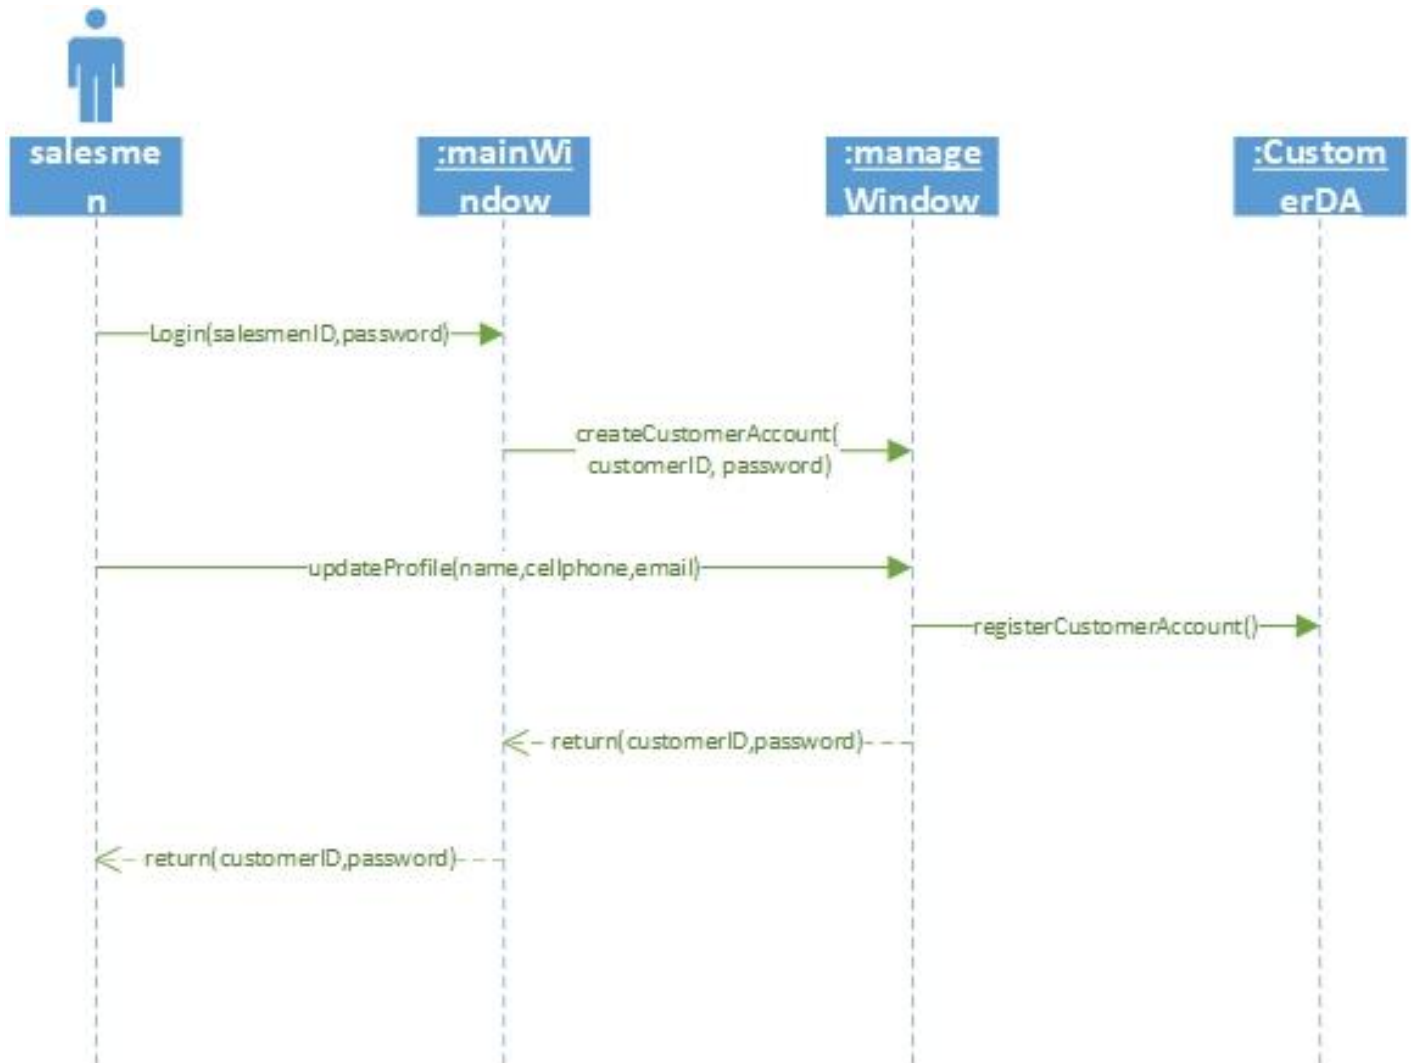 salesme
n
:mainWi
ndow
:manage
Window
:Custom
erDA
Login(salesmenID,password)
createCustomerAccount(
customerID, password)
updateProfile(name,cellphone,email)
registerCustomerAccount()
return(customerID,password)
return(customerID,password)